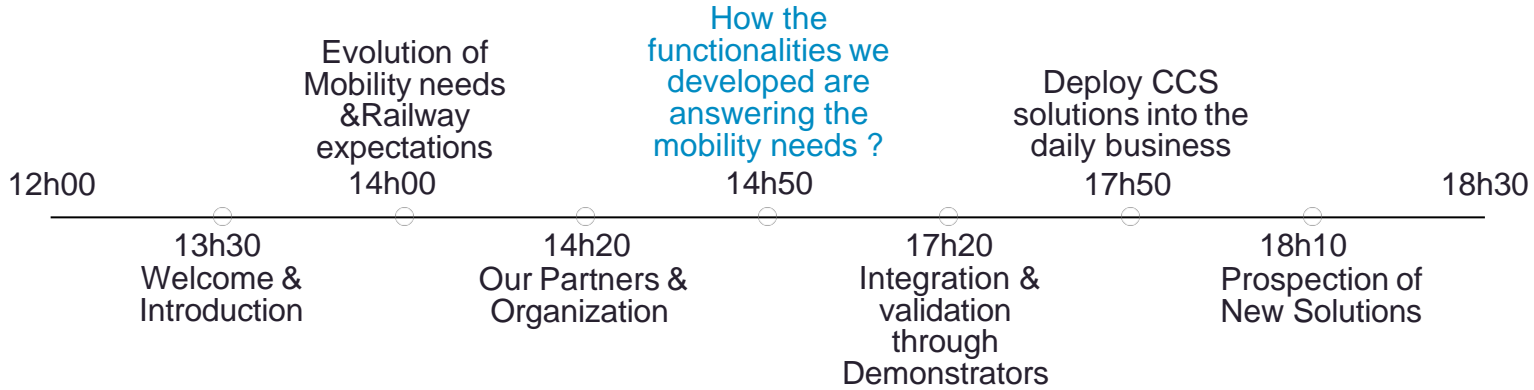 12h00
Evolution of
Mobility needs
&Railway
expectations
14h00
How the
functionalities we
developed are
answering the
mobility needs ?
14h50
Deploy CCS
solutions into the
daily business
17h50
18h30
13h30
Welcome &
Introduction
14h20
Our Partners &
Organization
17h20
Integration &
validation
through
Demonstrators
18h10
Prospection of
New Solutions